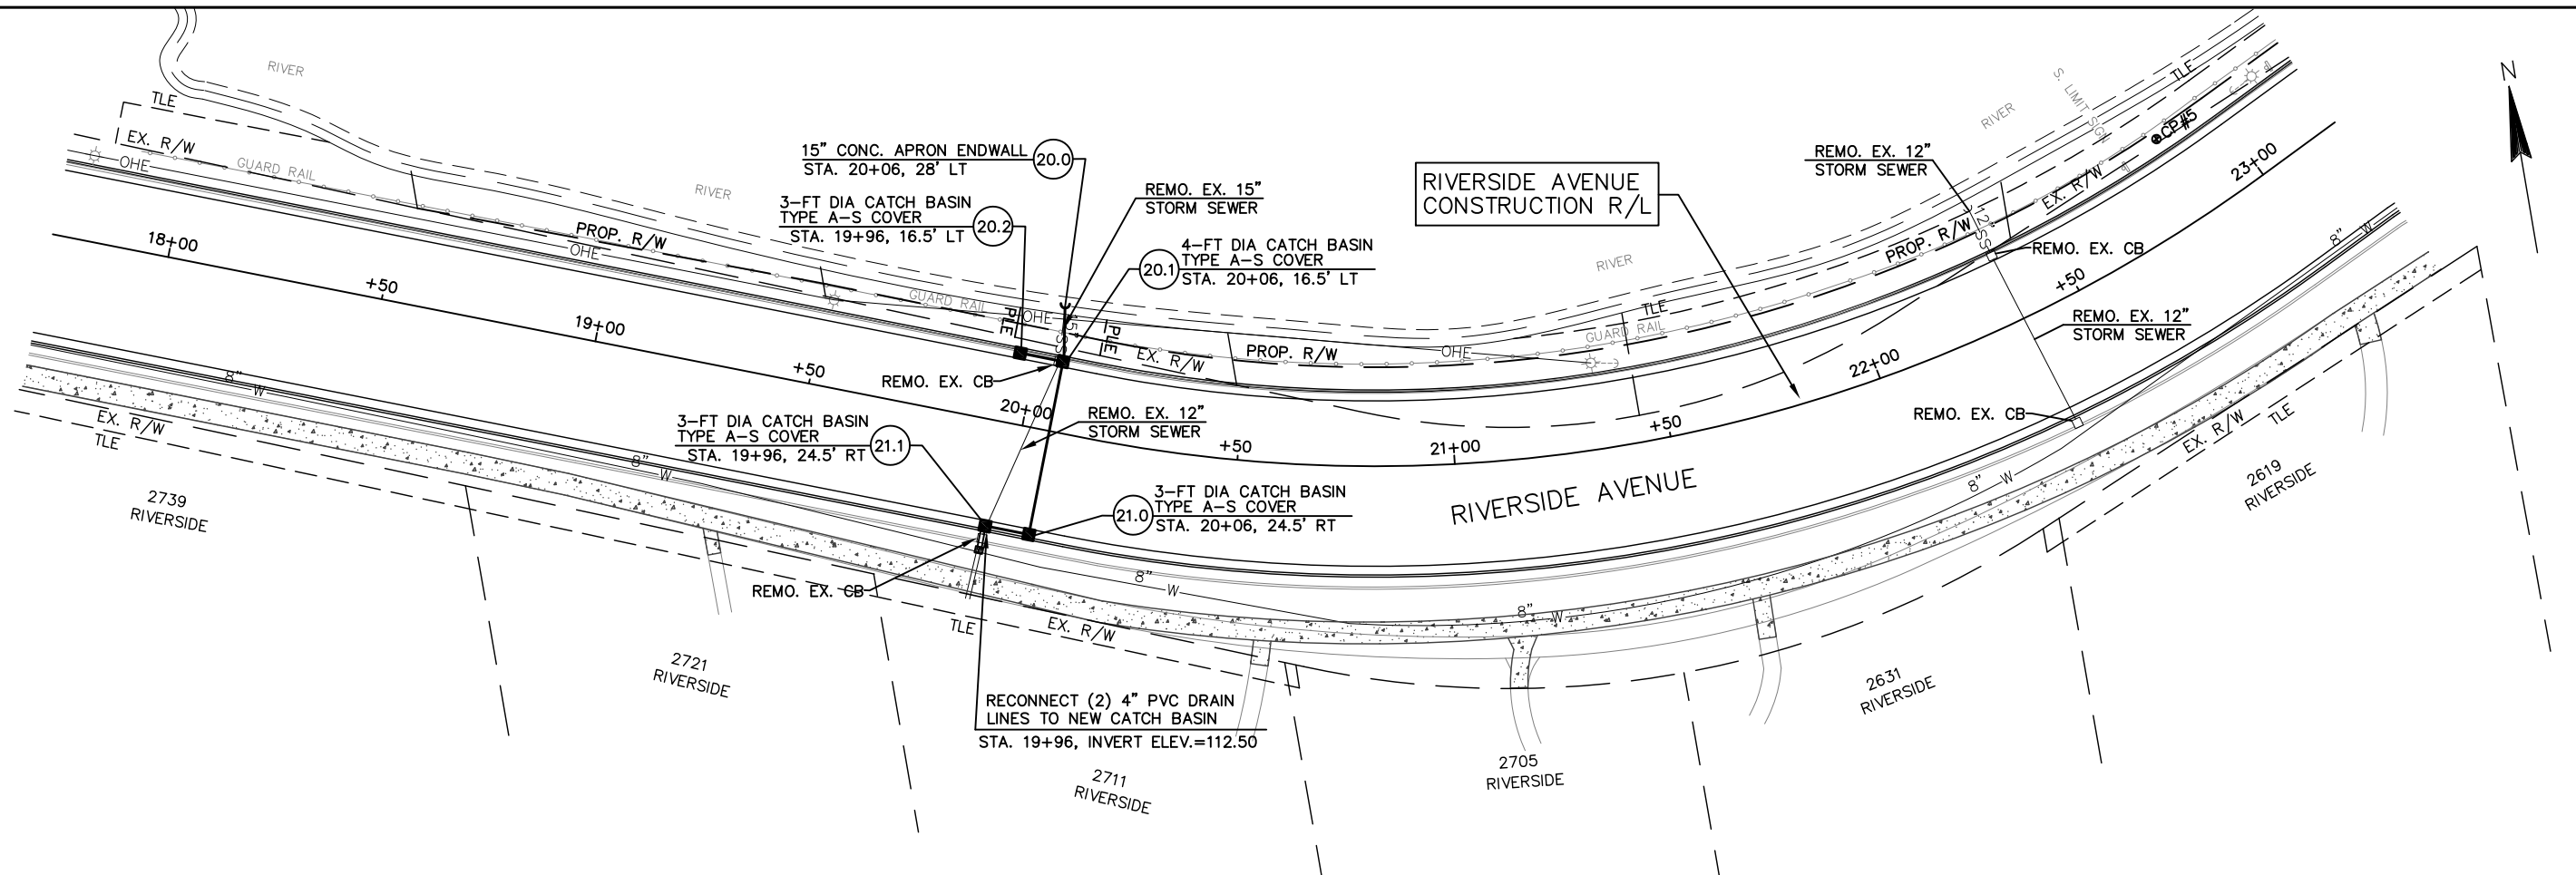 RIVER
TLE
EX. R/W
OHE
GUARD RAIL
RIVER
PROP. R/W
OHE
18+00
+50
19+00
+50
20+00
+50
21+00
+50
22+00
+50
23+00
15" CONC. APRON ENDWALL
STA. 20+06, 28' LT
20.0
3-FT DIA CATCH BASIN
TYPE A-S COVER
STA. 19+96, 16.5' LT
20.2
REMO. EX. 15"
STORM SEWER
4-FT DIA CATCH BASIN
TYPE A-S COVER
STA. 20+06, 16.5' LT
20.1
GUARD RAIL
PLE
OHE
15" SS
PLE
EX. R/W
PROP. R/W
OHE
REMO. EX. CB
REMO. EX. 12"
STORM SEWER
RIVERSIDE AVENUE
CONSTRUCTION R/L
RIVER
TLE
GUARD RAIL
PROP. R/W
EX. R/W
REMO. EX. 12"
STORM SEWER
12" SS
RIVER
S. LIMIT SIGN
TLE
CP#5
REMO. EX. CB
REMO. EX. 12"
STORM SEWER
REMO. EX. CB
N
8"
W
8"
W
EX. R/W
TLE
8"
W
3-FT DIA CATCH BASIN
TYPE A-S COVER
STA. 19+96, 24.5' RT
21.1
3-FT DIA CATCH BASIN
TYPE A-S COVER
STA. 20+06, 24.5' RT
21.0
RIVERSIDE AVENUE
REMO. EX. CB
8"
W
8"
W
8"
W
TLE
EX. R/W
EX. R/W
TLE
RECONNECT (2) 4" PVC DRAIN
LINES TO NEW CATCH BASIN
STA. 19+96, INVERT ELEV.=112.50
2739
RIVERSIDE
2721
RIVERSIDE
2711
RIVERSIDE
2705
RIVERSIDE
2631
RIVERSIDE
2619
RIVERSIDE